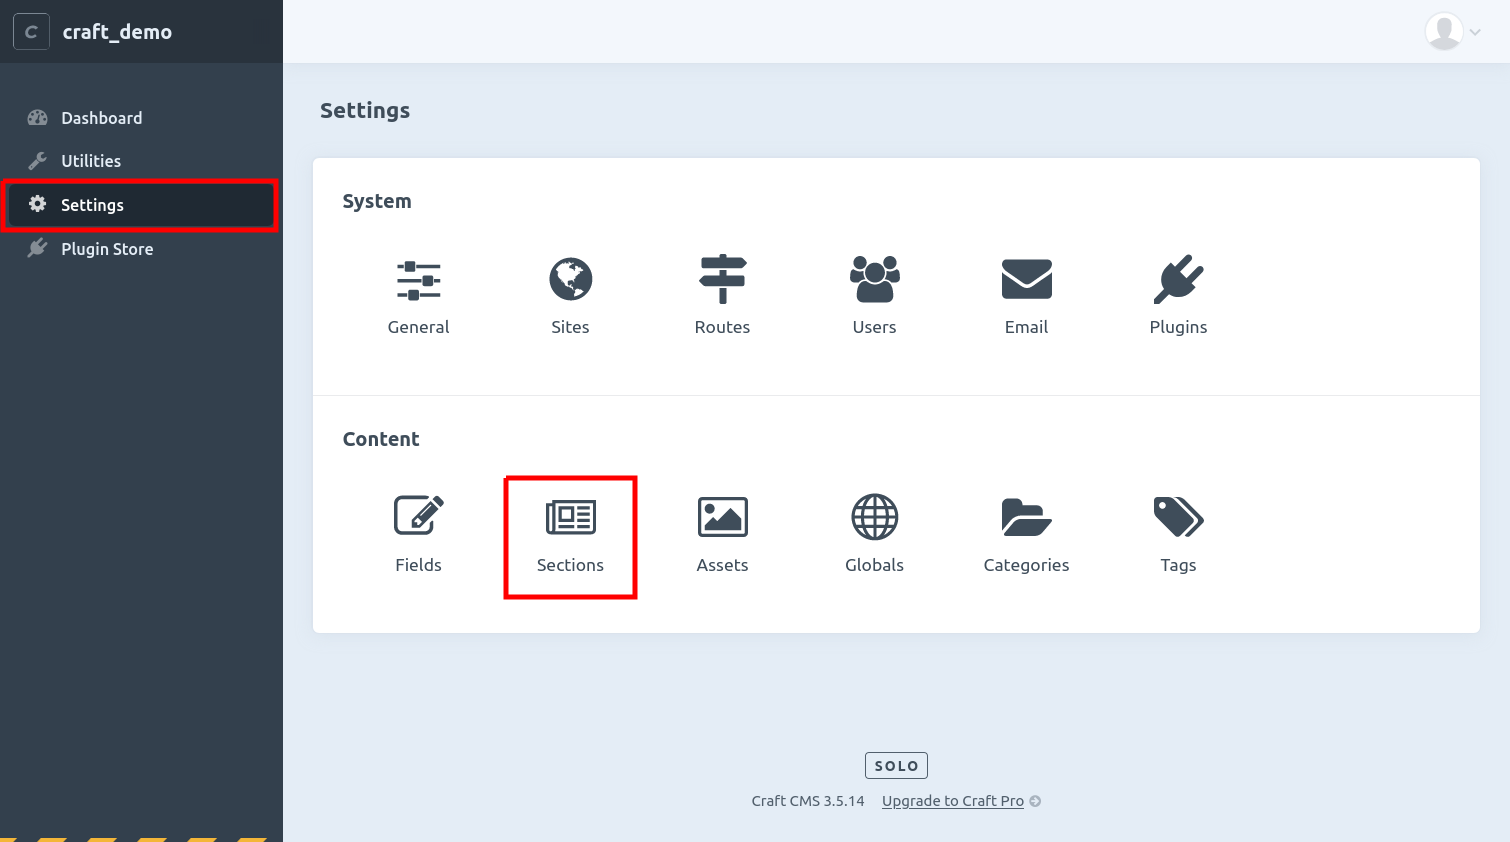 C craft_demo
Dashboard
Utilities
Settings
Plugin Store
Settings
System
General Sites Routes Users Email Plugins
Content
Fields Sections Assets Globals Categories Tags
SOLO
Craft CMS 3.5.14 Upgrade to Craft Pro